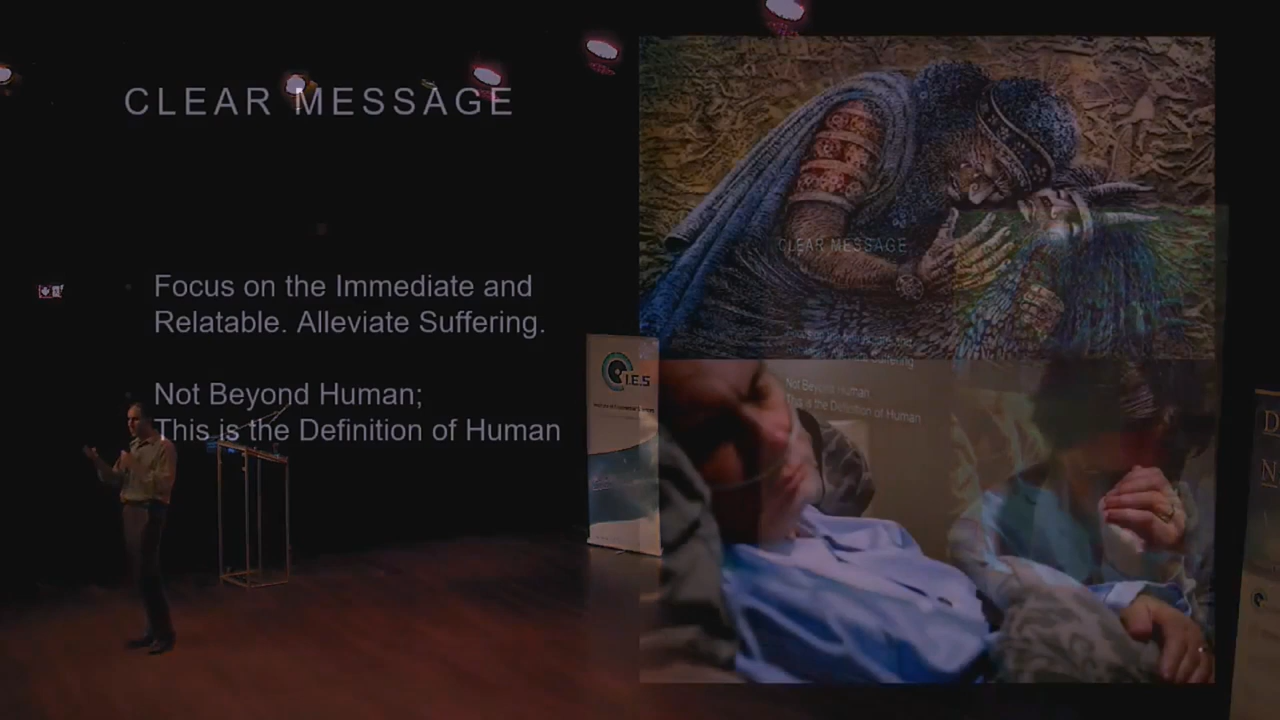 CLEAR MESSAGE
Focus on the Immediate and
Relatable. Alleviate Suffering.
Not Beyond Human;
This is the Definition of Human
CLEAR MESSAGE
Not Beyond Human;
This is the Definition of Human
I.E.S
D
N